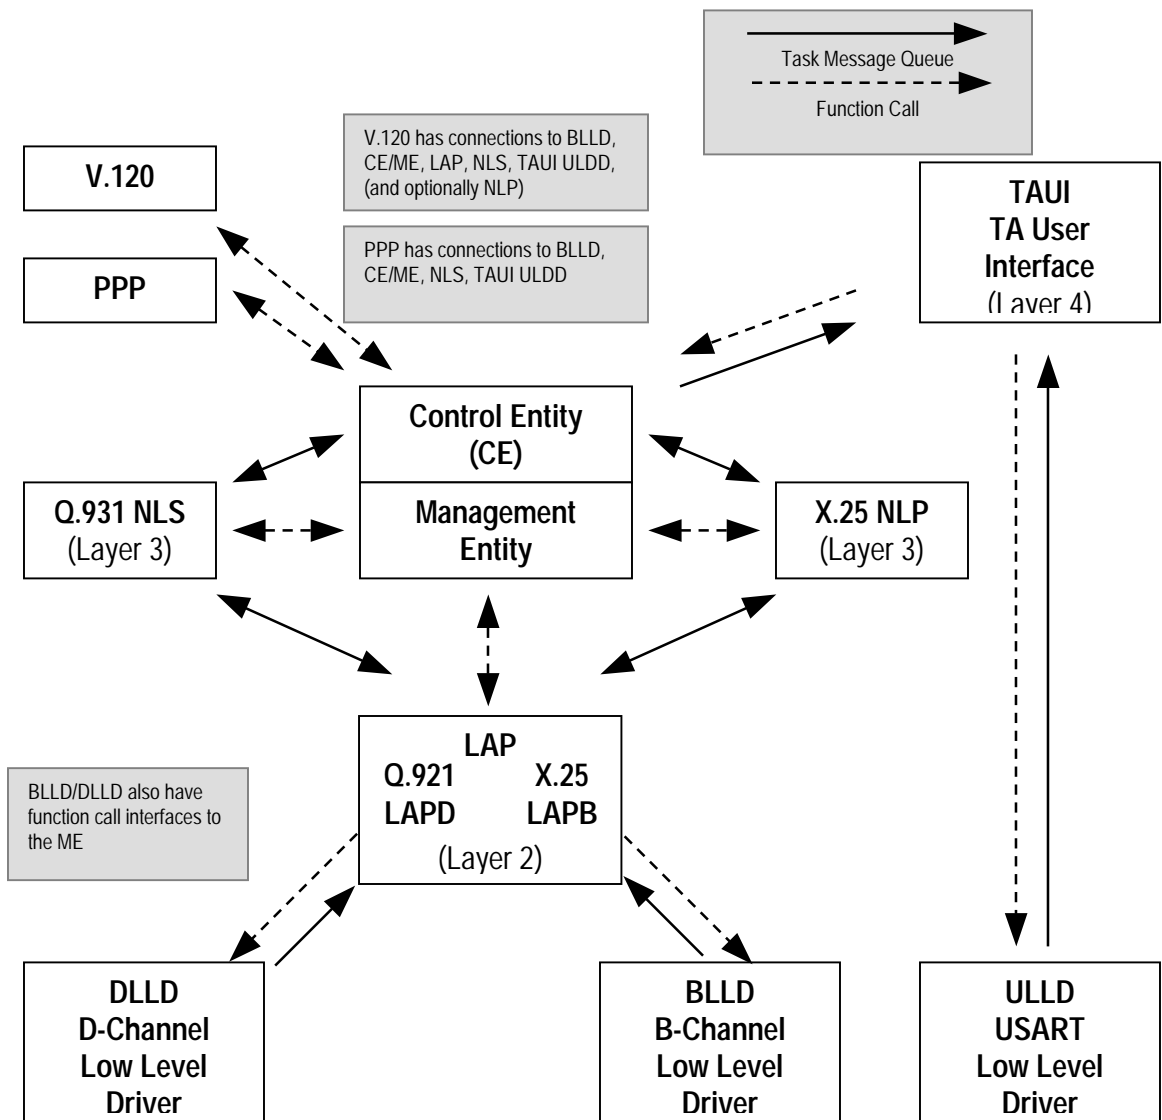 Task Message Queue
Function Call
V.120 has connections to BLLD,
CE/ME, LAP, NLS, TAUI ULDD,
(and optionally NLP)
V.120
TAUI
TA User
Interface
(Layer 4)
PPP has connections to BLLD,
CE/ME, NLS, TAUI ULDD
PPP
Control Entity
(CE)
Q.931 NLS
(Layer 3)
Management
Entity
X.25 NLP
(Layer 3)
LAP
Q.921 X.25
LAPD LAPB
(Layer 2)
BLLD/DLLD also have
function call interfaces to
the ME
DLLD
D-Channel
Low Level
Driver
BLLD
B-Channel
Low Level
Driver
ULLD
USART
Low Level
Driver